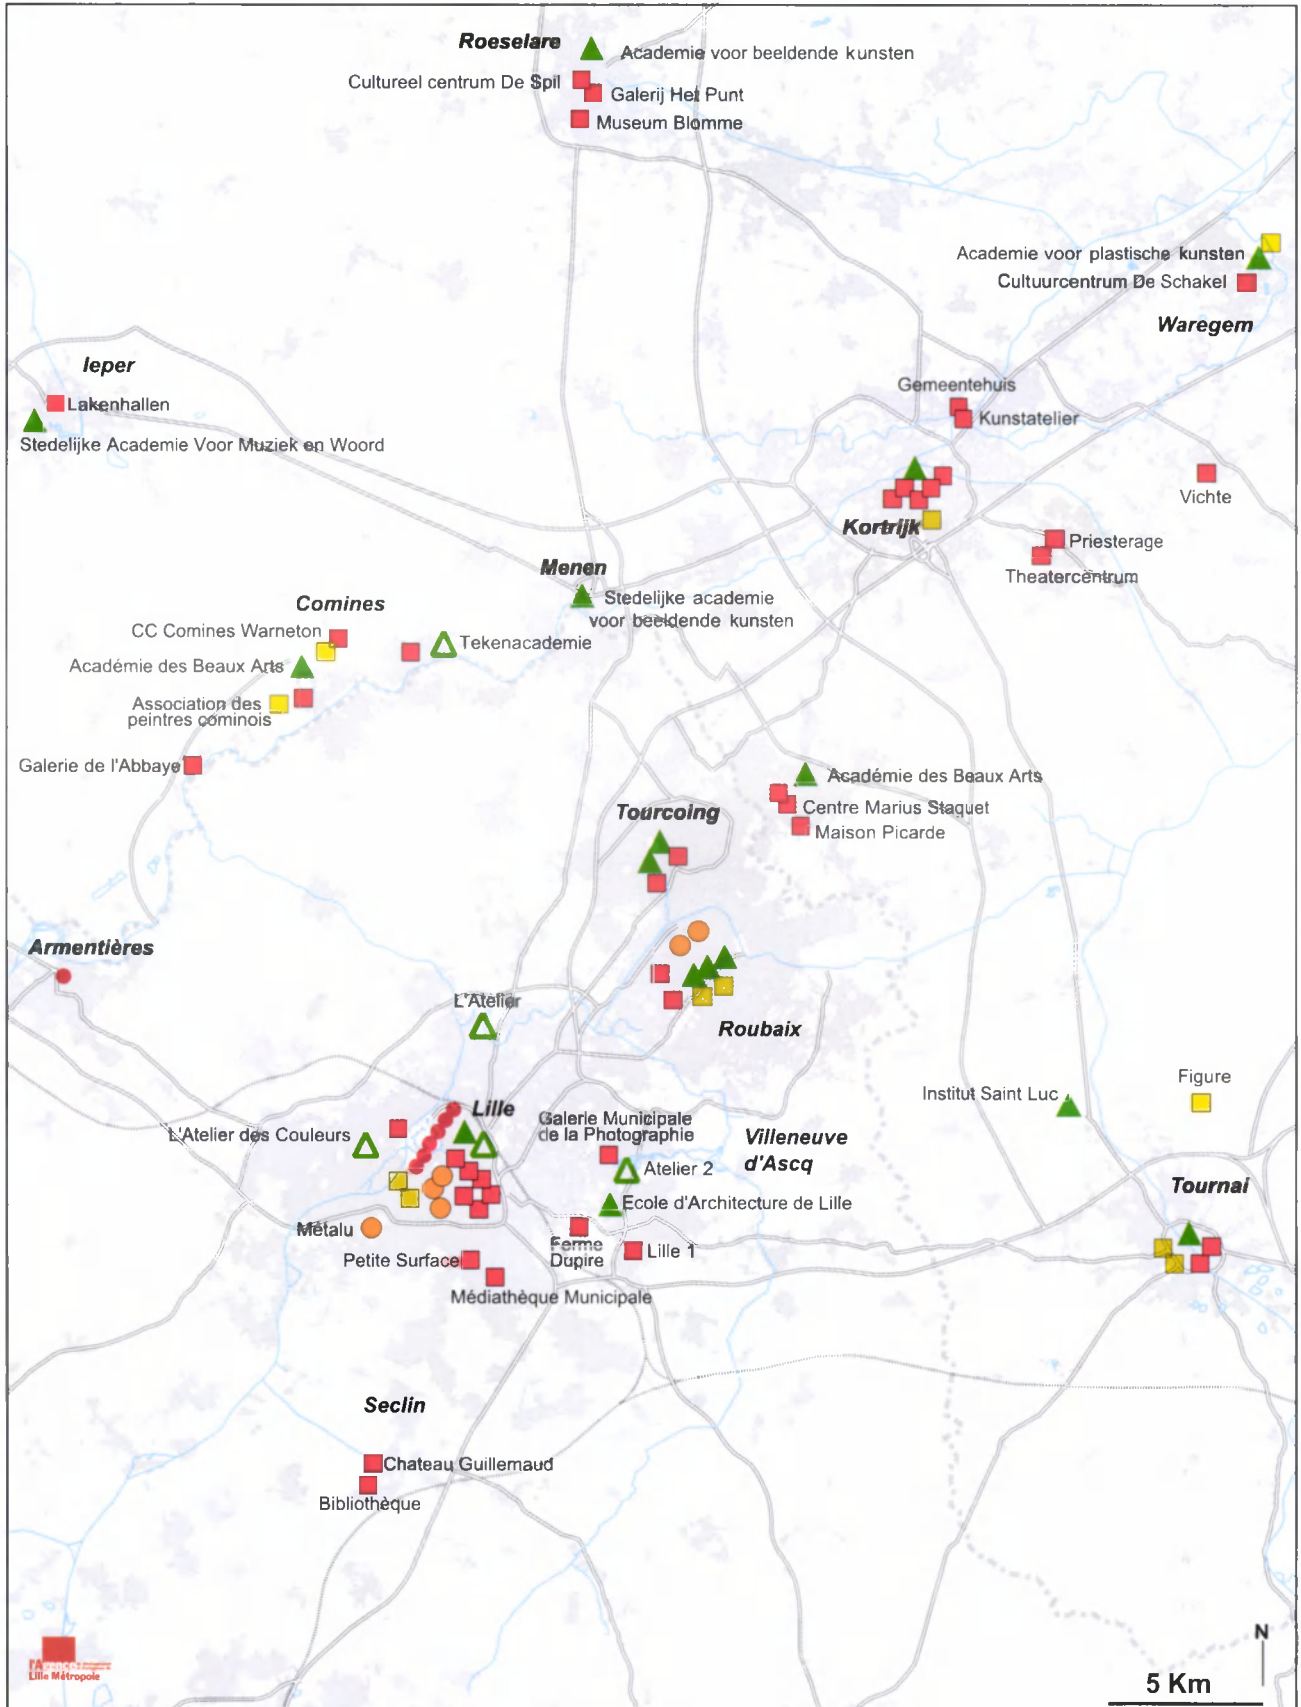 Roeselare
Academie voor beeldende kunsten
Cultureel centrum De Spil
Galerij Het Punt
Museum Blomme
Academie voor plastische kunsten
Cultuurcentrum De Schakel
Waregem
Ieper
Lakenhallen
Stedelijke Academie Voor Muziek en Woord
Gemeentehuis
Kunstatelier
Vichte
Kortrijk
Priesterage
Theatercentrum
Menen
Stedelijke academie
voor beeldende kunsten
Comines
CC Comines Warneton
Tekenacademie
Académie des Beaux Arts
Association des
peintres cominois
Galerie de l'Abbaye
Académie des Beaux Arts
Centre Marius Staquet
Maison Picarde
Tourcoing
Armentières
L'Atelier
Roubaix
Institut Saint Luc
Figure
Lille
L'Atelier des Couleurs
Galerie Municipale
de la Photographie
Villeneuve
d'Ascq
Atelier 2
Ecole d'Architecture de Lille
Tournai
Métalu
Ferme
Dupire
Lille 1
Petite Surface
Médiathèque Municipale
Seclin
Chateau Guillemaud
Bibliothèque
l'Agence
Lille Métropole
N
5 Km